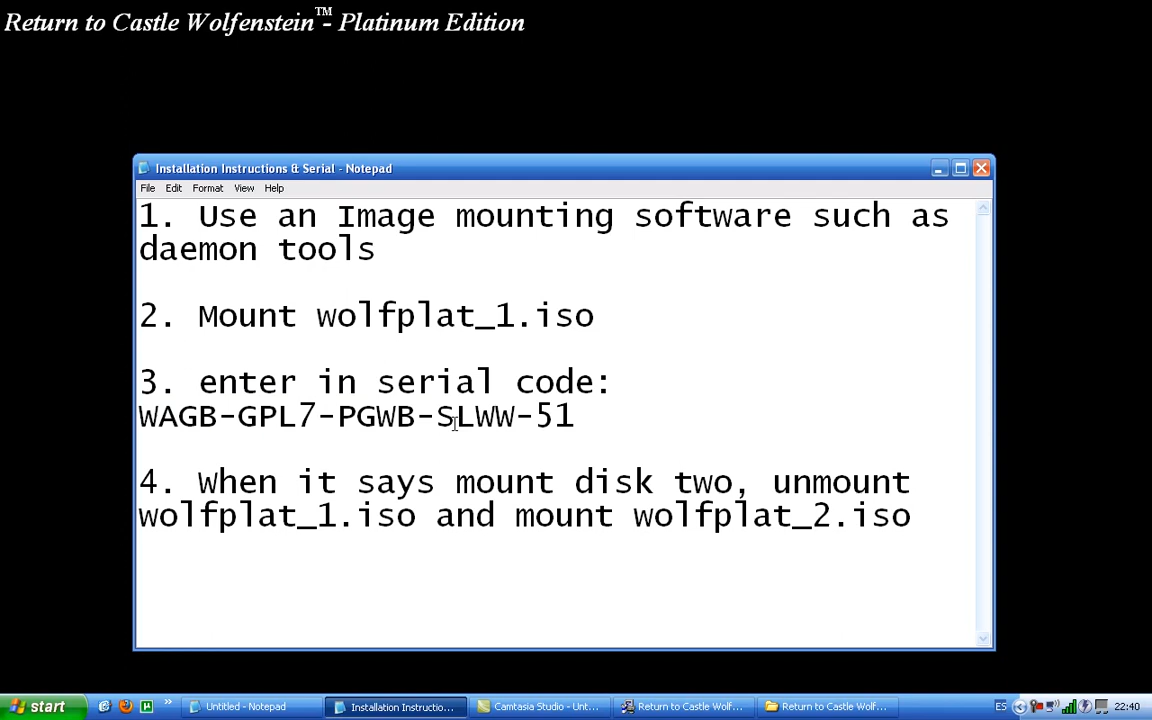 Return to Castle Wolfenstein™- Platinum Edition
Installation Instructions & Serial - Notepad
File Edit Format View Help
1. Use an Image mounting software such as
daemon tools
2. Mount wolfplat_1.iso
3. enter in serial code:
WAGB-GPL7-PGWB-SLWW-51
4. When it says mount disk two, unmount
wolfplat_1.iso and mount wolfplat_2.iso
start Untitled - Notepad Installation Instructio... Camtasia Studio - Unt... Return to Castle Wolf... Return to Castle Wolf... ES 22:40